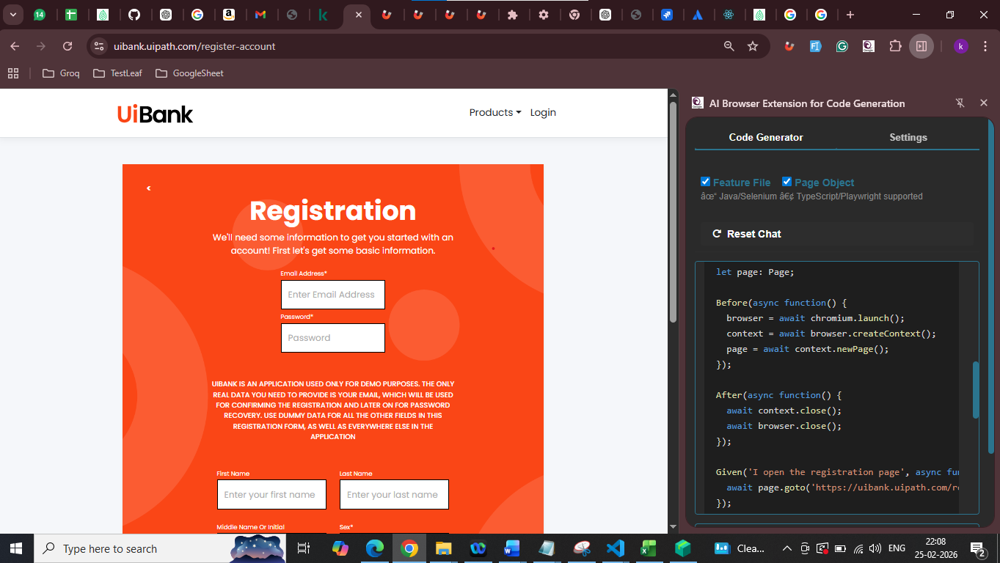 14
uibank.uipath.com/register-account
k
Groq
TestLeaf
GoogleSheet
UiBank
Products
Login
<
Registration
We'll need some information to get you started with an
account! First let's get some basic information.
Email Address*
Enter Email Address
Password*
Password
UIBANK IS AN APPLICATION USED ONLY FOR DEMO PURPOSES. THE ONLY
REAL DATA YOU NEED TO PROVIDE IS YOUR EMAIL, WHICH WILL BE USED
FOR CONFIRMING THE REGISTRATION AND LATER ON FOR PASSWORD
RECOVERY. USE DUMMY DATA FOR ALL THE OTHER FIELDS IN THIS
REGISTRATION FORM, AS WELL AS EVERYWHERE ELSE IN THE
APPLICATION
First Name
Last Name
Enter your first name
Enter your last name
Middle Name Or Initial
Sex*
AI Browser Extension for Code Generation
Code Generator
Settings
Feature File
Page Object
âœ“ Java/Selenium â€¢ TypeScript/Playwright supported
Reset Chat
let page: Page;
Before(async function() {
browser = await chromium.launch();
context = await browser.createContext();
page = await context.newPage();
});
After(async function() {
await context.close();
await browser.close();
});
Given('I open the registration page', async fun
await page.goto('https://uibank.uipath.com/re
});
Type here to search
Clea...
ENG
22:08
25-02-2026
2